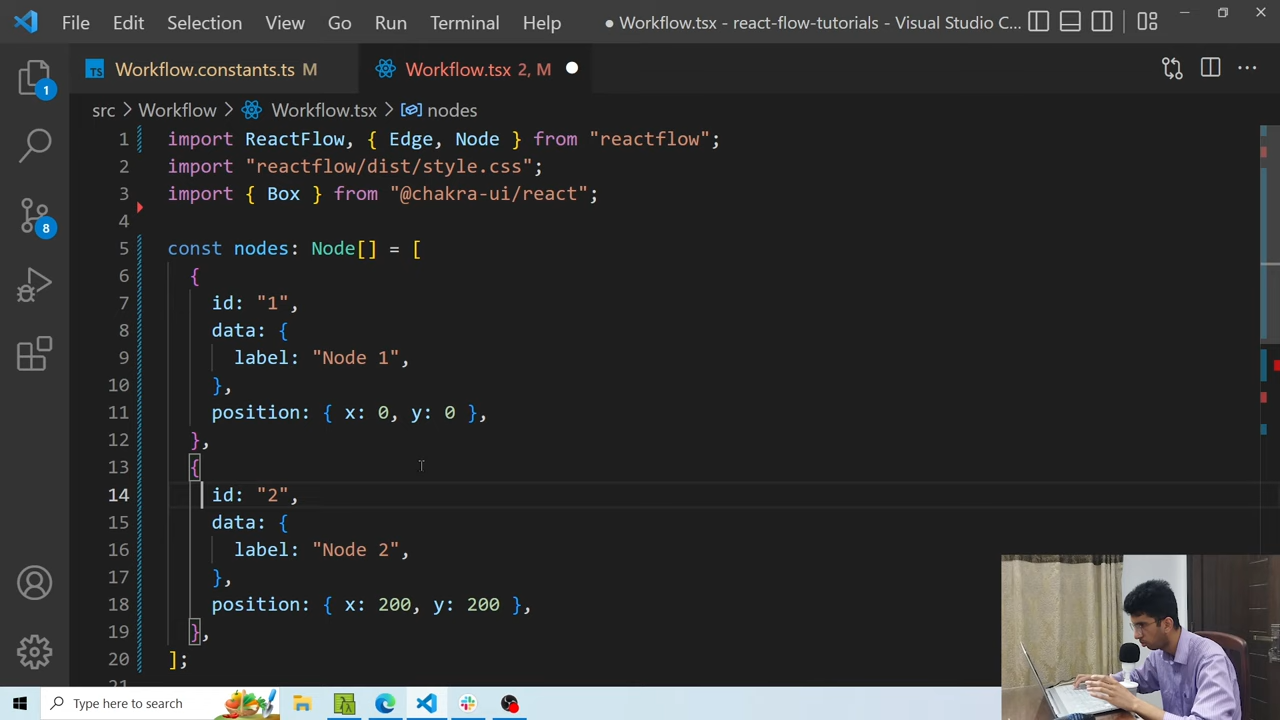 File Edit Selection View Go Run Terminal Help ● Workflow.tsx - react-flow-tutorials - Visual Studio C...
TS Workflow.constants.ts M Workflow.tsx 2, M
1
src > Workflow > Workflow.tsx > nodes
1 import ReactFlow, { Edge, Node } from "reactflow";
2 import "reactflow/dist/style.css";
3 import { Box } from "@chakra-ui/react";
4
8
5 const nodes: Node[] = [
6 {
7 id: "1",
8 data: {
9 label: "Node 1",
10 },
11 position: { x: 0, y: 0 },
12 },
13 {
14 id: "2",
15 data: {
16 label: "Node 2",
17 },
18 position: { x: 200, y: 200 },
19 },
20 ];
Type here to search